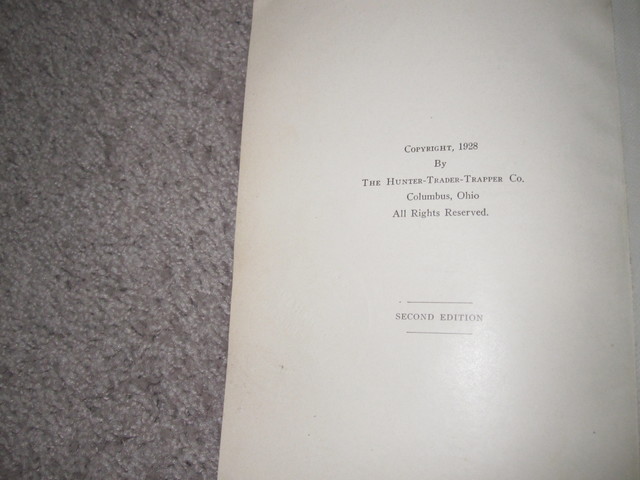 Copyright, 1928
By
The Hunter-Trader-Trapper Co.
Columbus, Ohio
All Rights Reserved.
SECOND EDITION